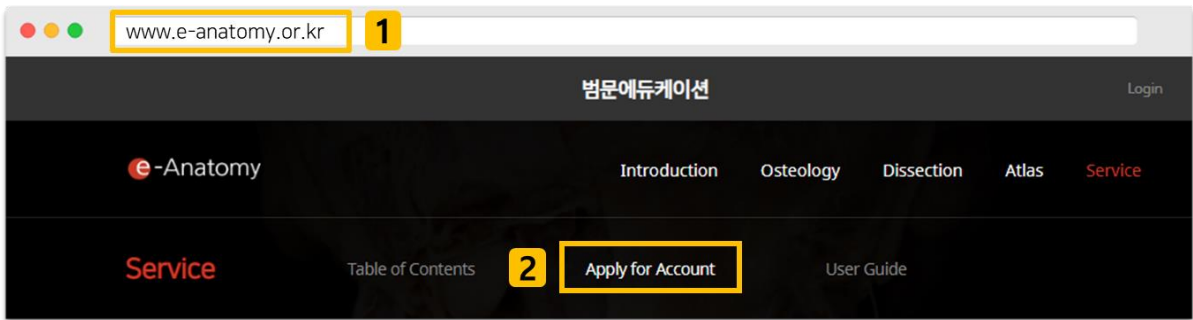 www.e-anatomy.or.kr 1
범문에듀케이션 Login
e-Anatomy Introduction Osteology Dissection Atlas Service
Service Table of Contents 2 Apply for Account User Guide